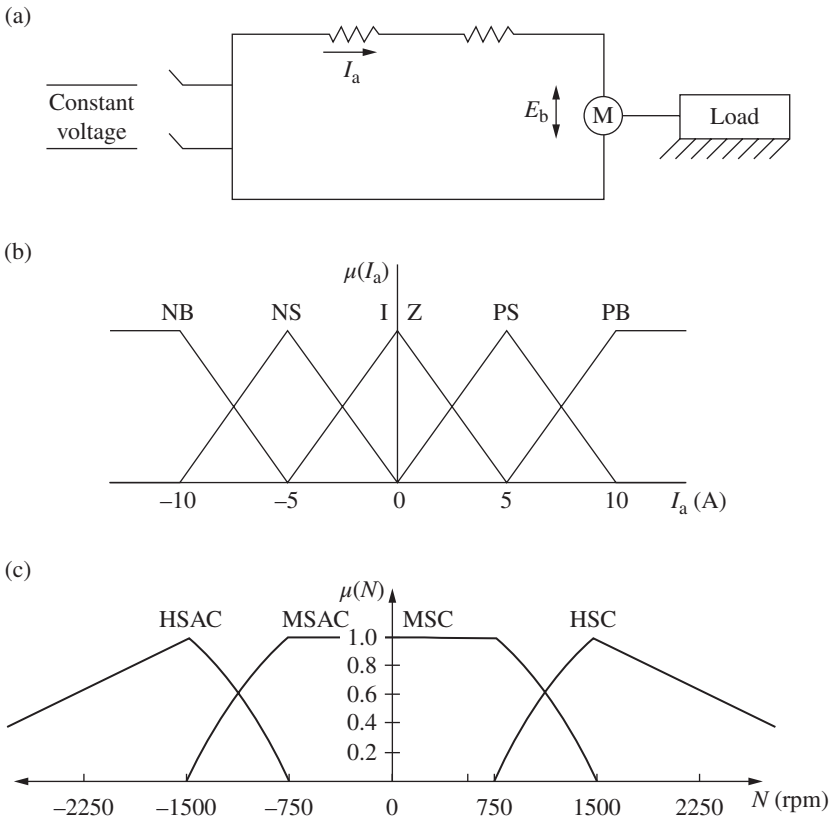 (a)
I_a
Constant
voltage
E_b
M
Load
(b)
μ(I_a)
NB NS I Z PS PB
–10 –5 0 5 10 I_a (A)
(c)
μ(N)
HSAC MSAC MSC HSC
1.0
0.8
0.6
0.4
0.2
–2250 –1500 –750 0 750 1500 2250 N (rpm)